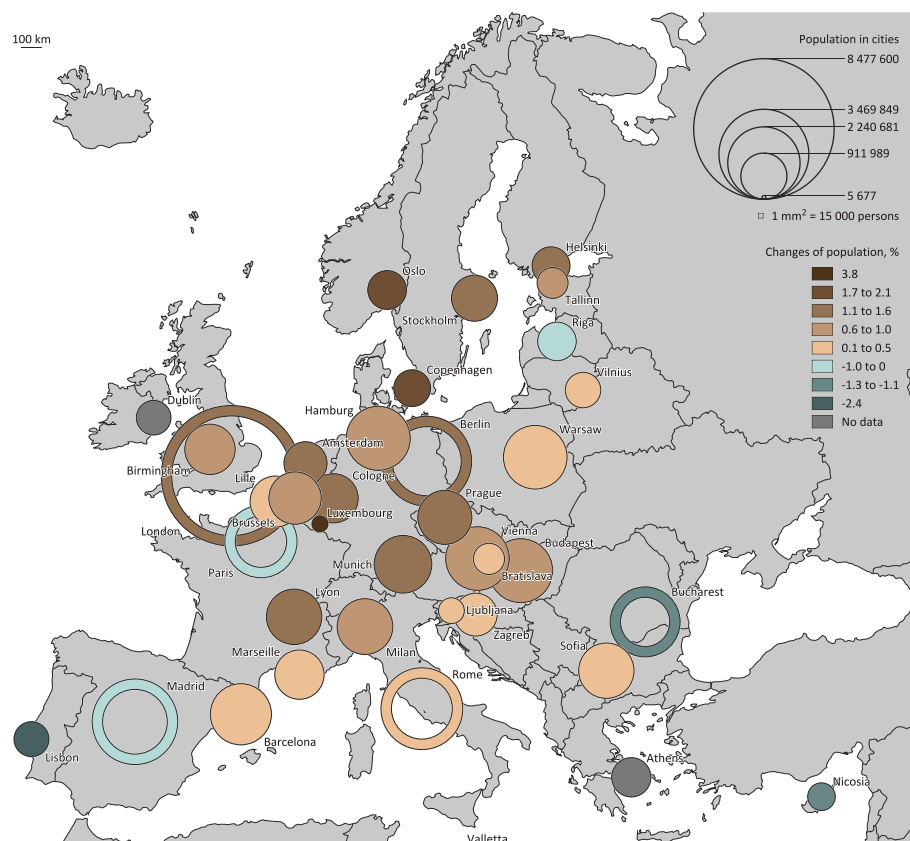 100 km
Population in cities
8 477 600
3 469 849
2 240 681
911 989
5 677
1 mm² = 15 000 persons
Changes of population, %
3.8
1.7 to 2.1
1.1 to 1.6
0.6 to 1.0
0.1 to 0.5
-1.0 to 0
-1.3 to -1.1
-2.4
No data
Helsinki
Oslo
Tallinn
Stockholm
Riga
Copenhagen
Vilnius
Dublin
Hamburg
Berlin
Warsaw
Amsterdam
Birmingham
Lille
Cologne
Prague
Brussels
Luxembourg
London
Vienna
Budapest
Paris
Munich
Bratislava
Lyon
Bucharest
Ljubljana
Zagreb
Marseille
Milan
Sofia
Rome
Madrid
Barcelona
Lisbon
Athens
Nicosia
Valletta